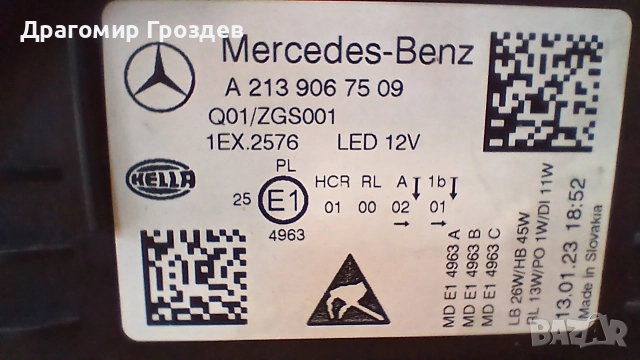 Драгомир Гроздев
Mercedes-Benz
A 213 906 75 09
Q01/ZGS001
1EX.2576 LED 12V
HELLA
PL
25 E1
4963
HCR RL A 1b
01 00 02 01
MD E1 4963 A
MD E1 4963 B
MD E1 4963 C
LB 26W/HB 45W
RL 13W/PO 1W/DI 11W
13.01.23 18:52
Made in Slovakia
BAZAR